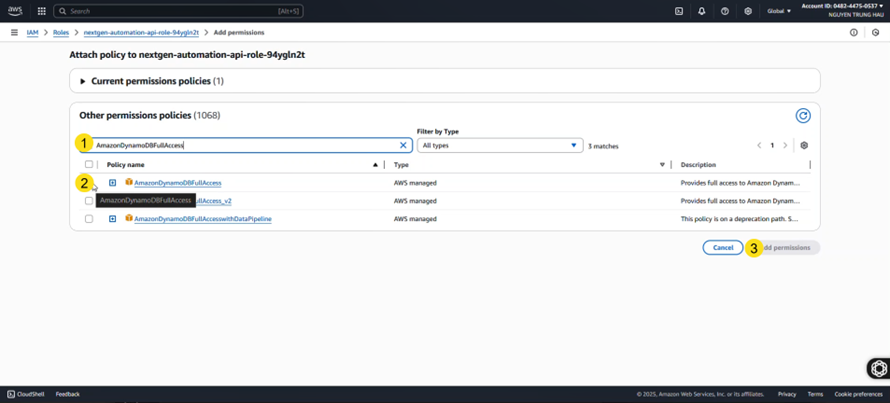 aws
Search [Alt+S]
Global
Account ID: 0482-4475-0537
NGUYEN TRUNG HAU
IAM > Roles > nextgen-automation-api-role-94ygln2t > Add permissions
Attach policy to nextgen-automation-api-role-94ygln2t
Current permissions policies (1)
Other permissions policies (1068)
Filter by Type
1 AmazonDynamoDBFullAccess All types 3 matches 1
Policy name Type Description
2 AmazonDynamoDBFullAccess AWS managed Provides full access to Amazon Dynam...
AmazonDynamoDBFullAccess llAccess_v2 AWS managed Provides full access to Amazon Dynam...
AmazonDynamoDBFullAccesswithDataPipeline AWS managed This policy is on a deprecation path. S...
Cancel 3 dd permissions
CloudShell Feedback © 2025, Amazon Web Services, Inc. or its affiliates. Privacy Terms Cookie preferences